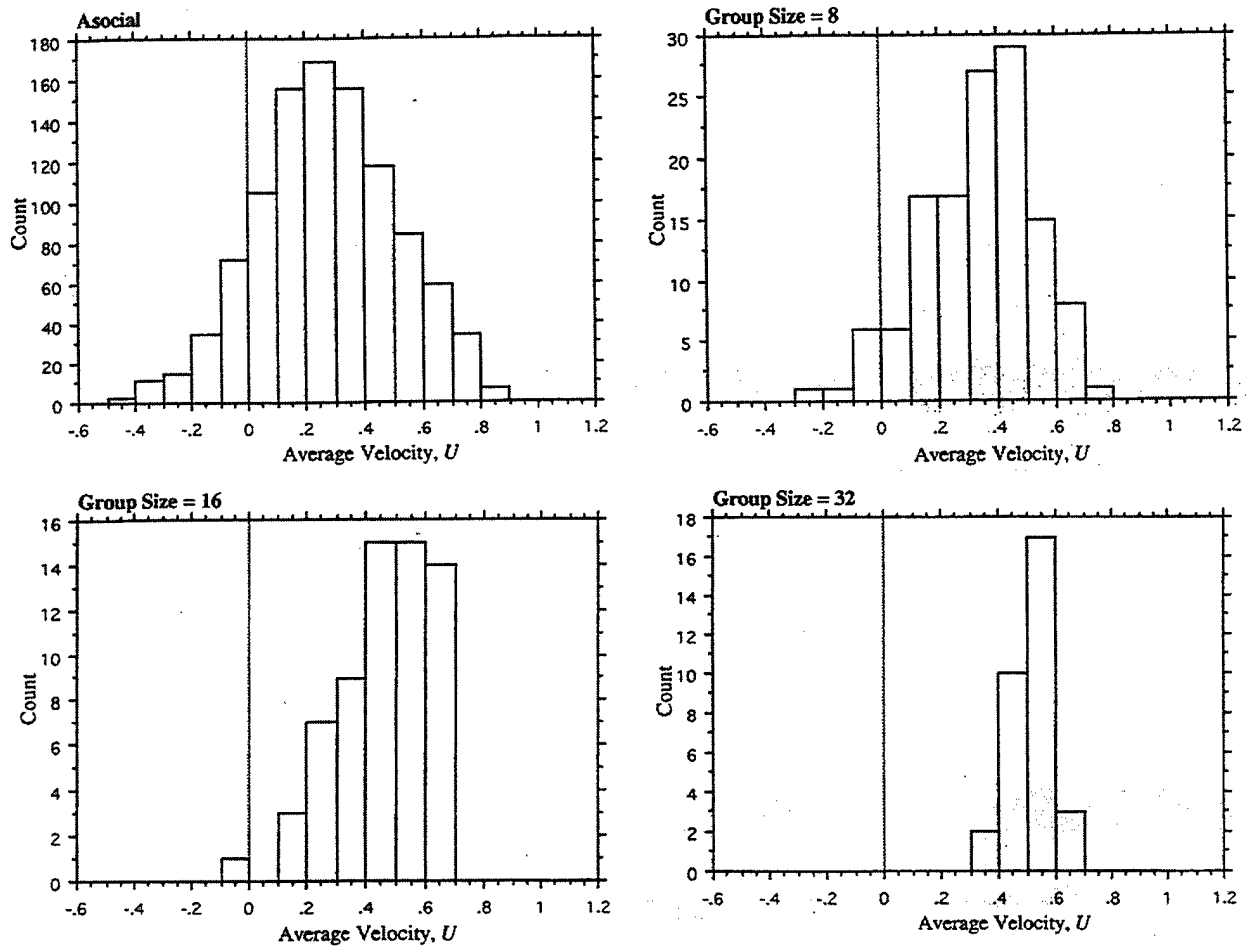 Asocial
180
160
140
120
100
80
60
40
20
0
Count
-.6 -.4 -.2 0 .2 .4 .6 .8 1 1.2
Average Velocity, U
Group Size = 8
30
25
20
15
10
5
0
Count
-.6 -.4 -.2 0 .2 .4 .6 .8 1 1.2
Average Velocity, U
Group Size = 16
16
14
12
10
8
6
4
2
0
Count
-.6 -.4 -.2 0 .2 .4 .6 .8 1 1.2
Average Velocity, U
Group Size = 32
18
16
14
12
10
8
6
4
2
0
Count
-.6 -.4 -.2 0 .2 .4 .6 .8 1 1.2
Average Velocity, U